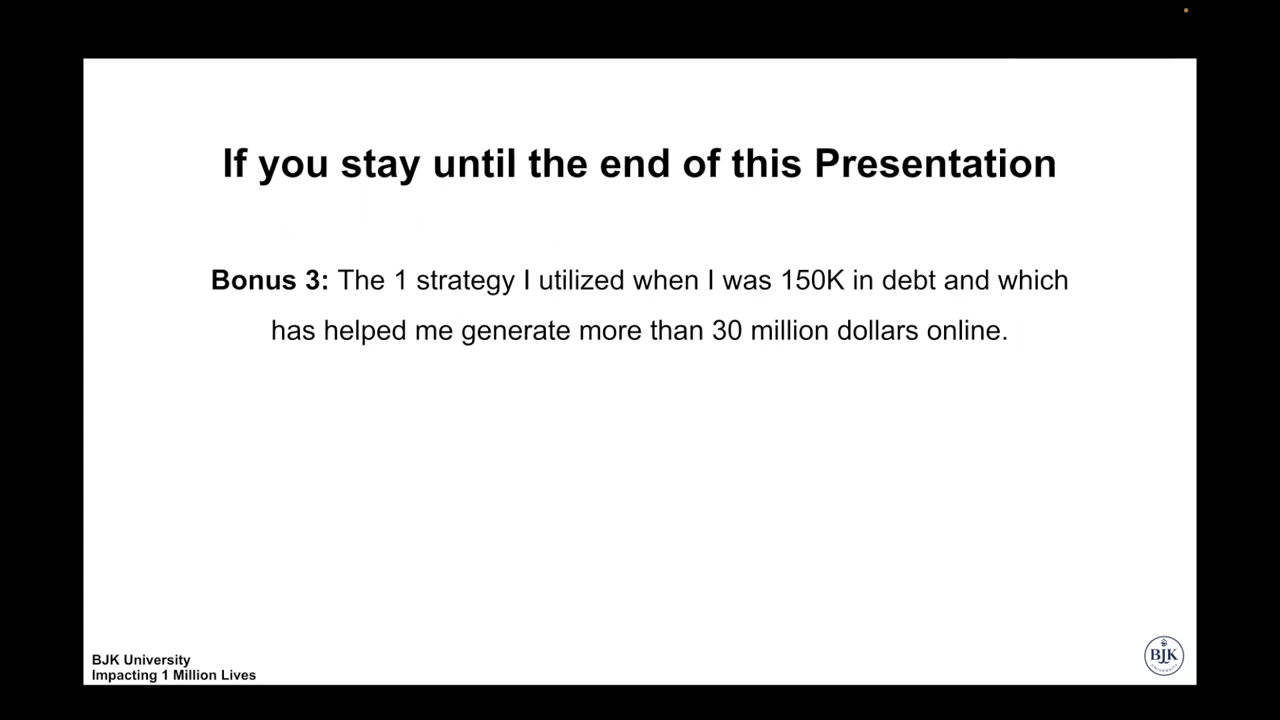 If you stay until the end of this Presentation
Bonus 3: The 1 strategy I utilized when I was 150K in debt and which
has helped me generate more than 30 million dollars online.
BJK University
Impacting 1 Million Lives
BJK
UNIVERSITY